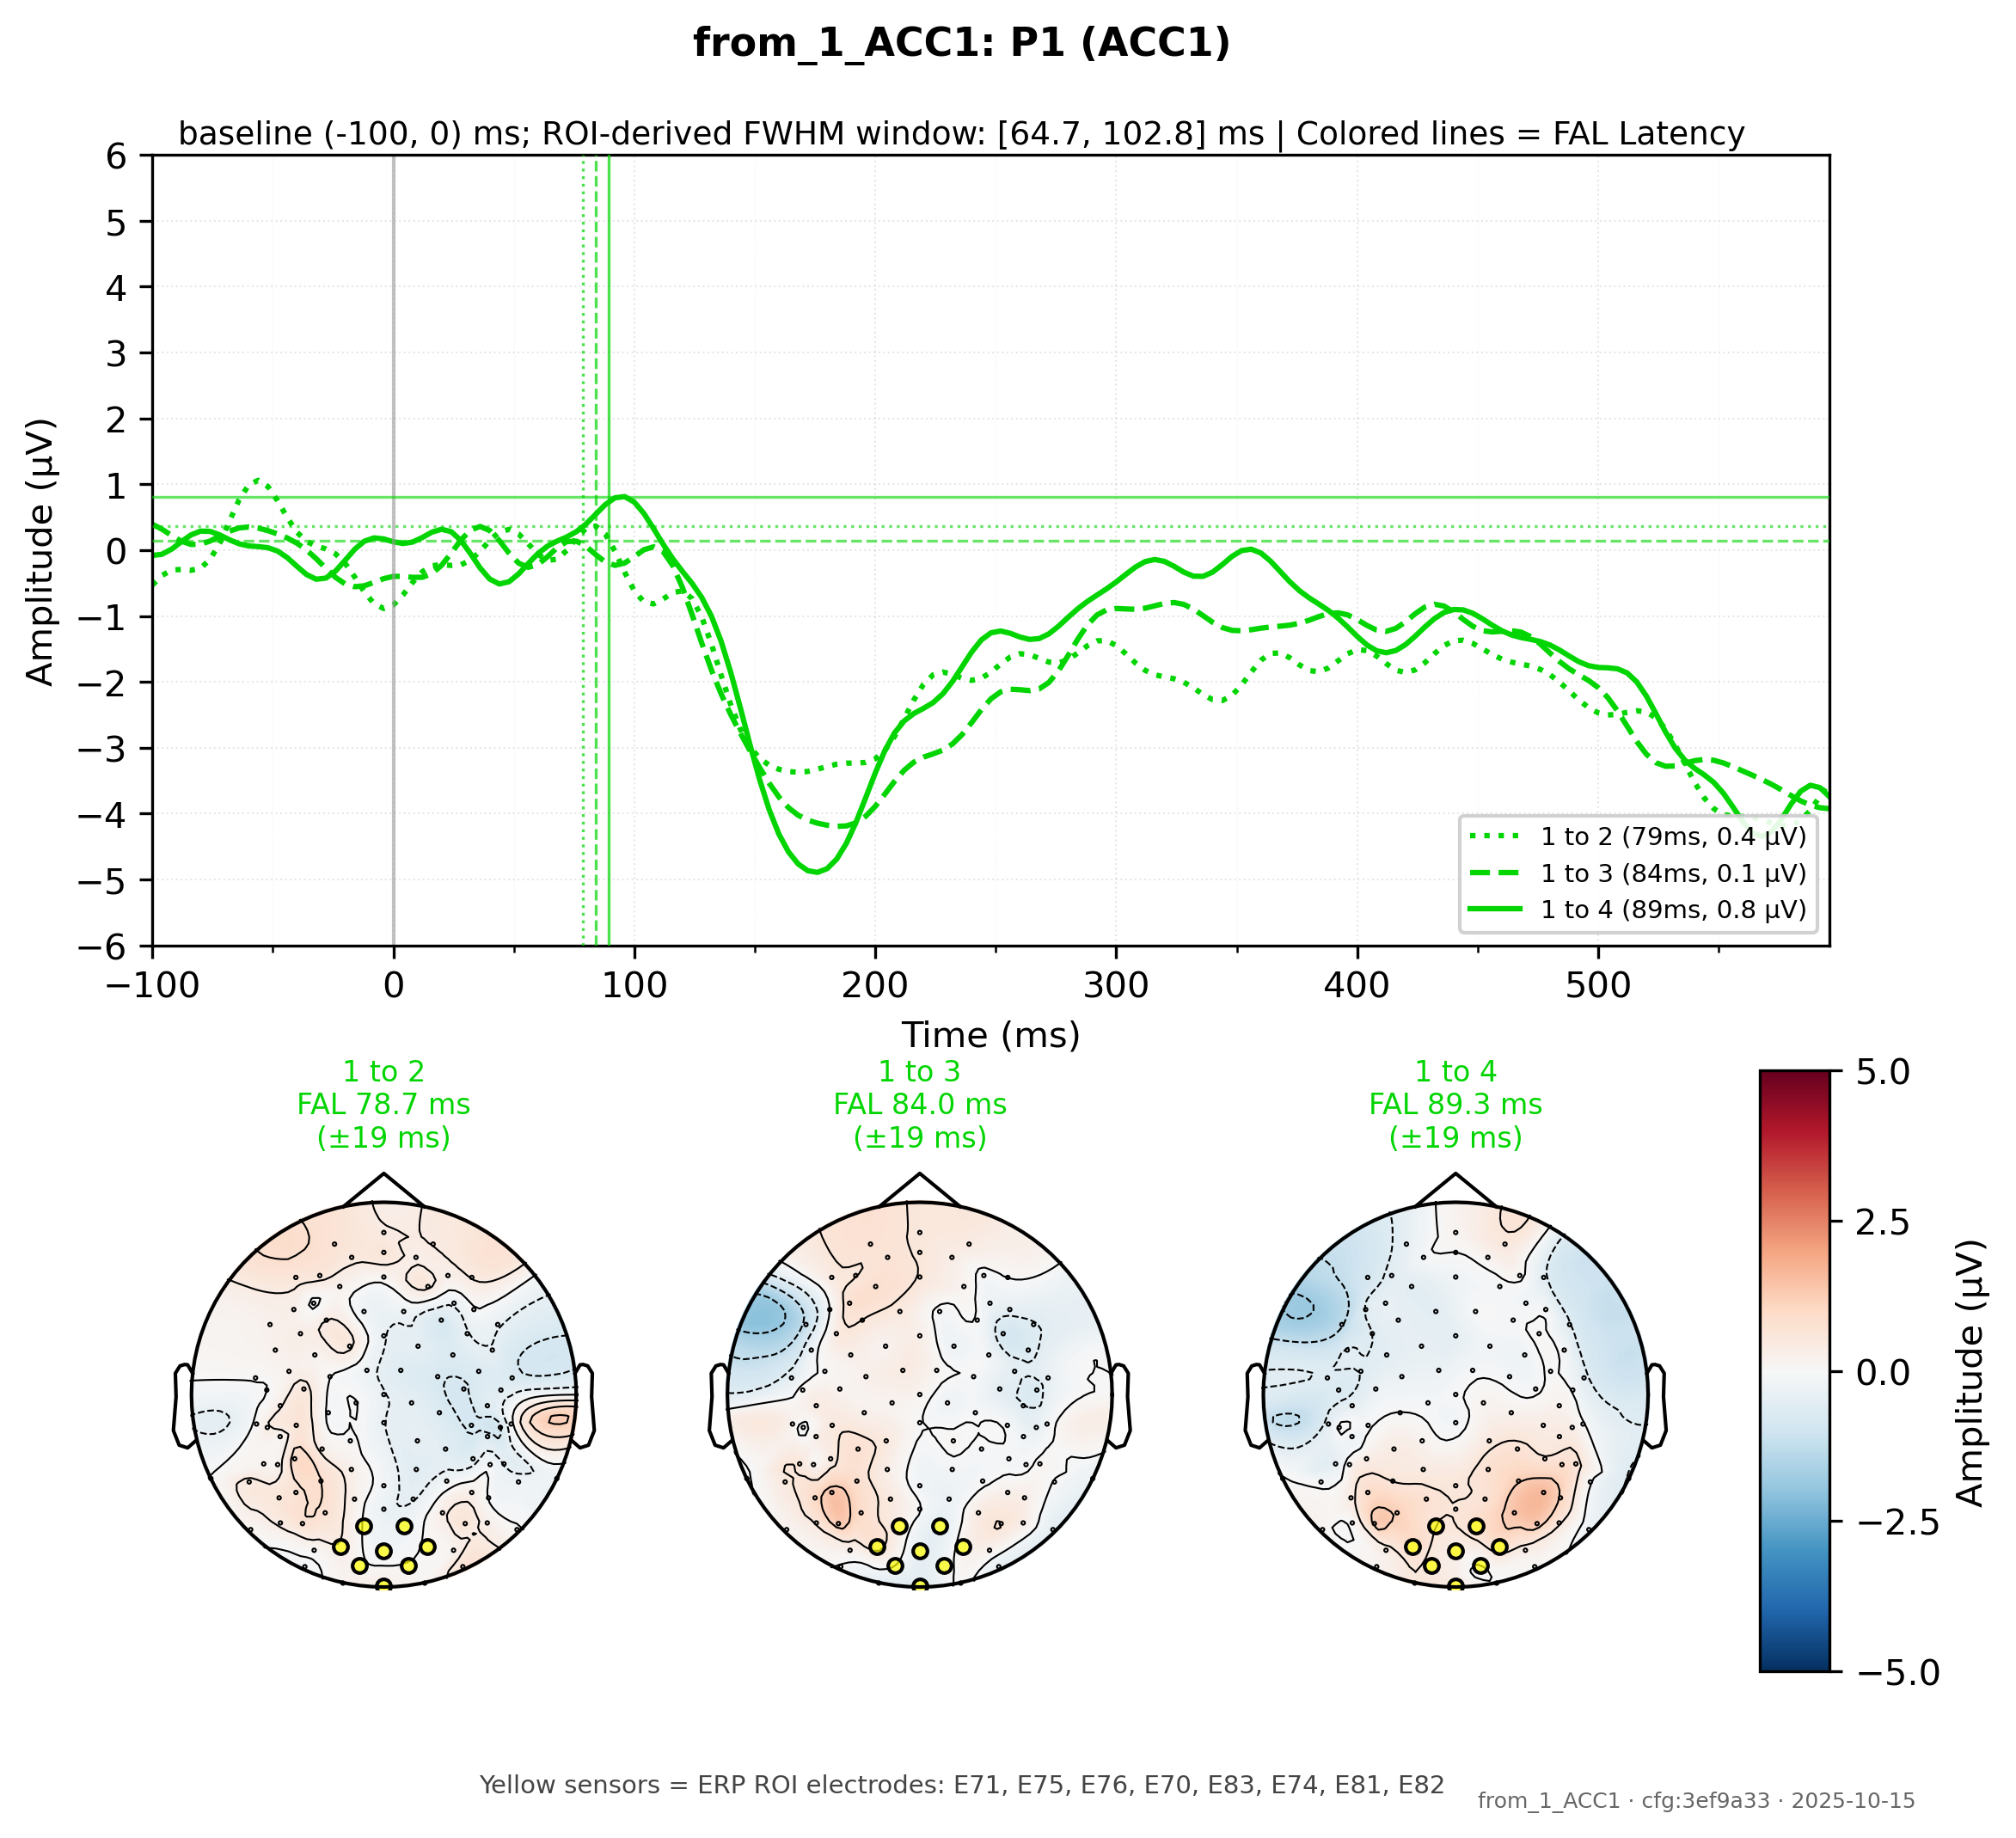 from_1_ACC1: P1 (ACC1)
baseline (-100, 0) ms; ROI-derived FWHM window: [64.7, 102.8] ms | Colored lines = FAL Latency
6
5
4
3
2
1
0
−1
−2
−3
−4
−5
−6
Amplitude (µV)
1 to 2 (79ms, 0.4 µV)
1 to 3 (84ms, 0.1 µV)
1 to 4 (89ms, 0.8 µV)
−100 0 100 200 300 400 500
Time (ms)
1 to 2
FAL 78.7 ms
(±19 ms)
1 to 3
FAL 84.0 ms
(±19 ms)
1 to 4
FAL 89.3 ms
(±19 ms)
5.0
2.5
0.0
−2.5
−5.0
Amplitude (µV)
Yellow sensors = ERP ROI electrodes: E71, E75, E76, E70, E83, E74, E81, E82
from_1_ACC1 · cfg:3ef9a33 · 2025-10-15